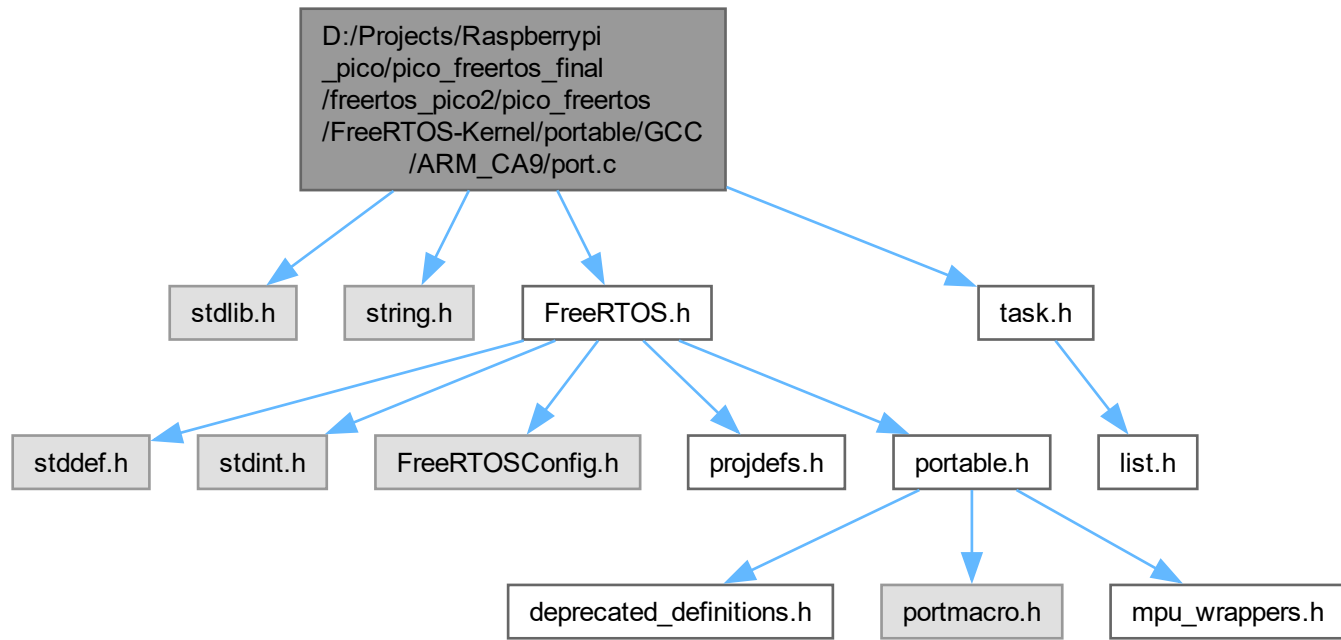 D:/Projects/Raspberrypi
_pico/pico_freertos_final
/freertos_pico2/pico_freertos
/FreeRTOS-Kernel/portable/GCC
/ARM_CA9/port.c
stdlib.h
string.h
FreeRTOS.h
task.h
stddef.h
stdint.h
FreeRTOSConfig.h
projdefs.h
portable.h
list.h
deprecated_definitions.h
portmacro.h
mpu_wrappers.h